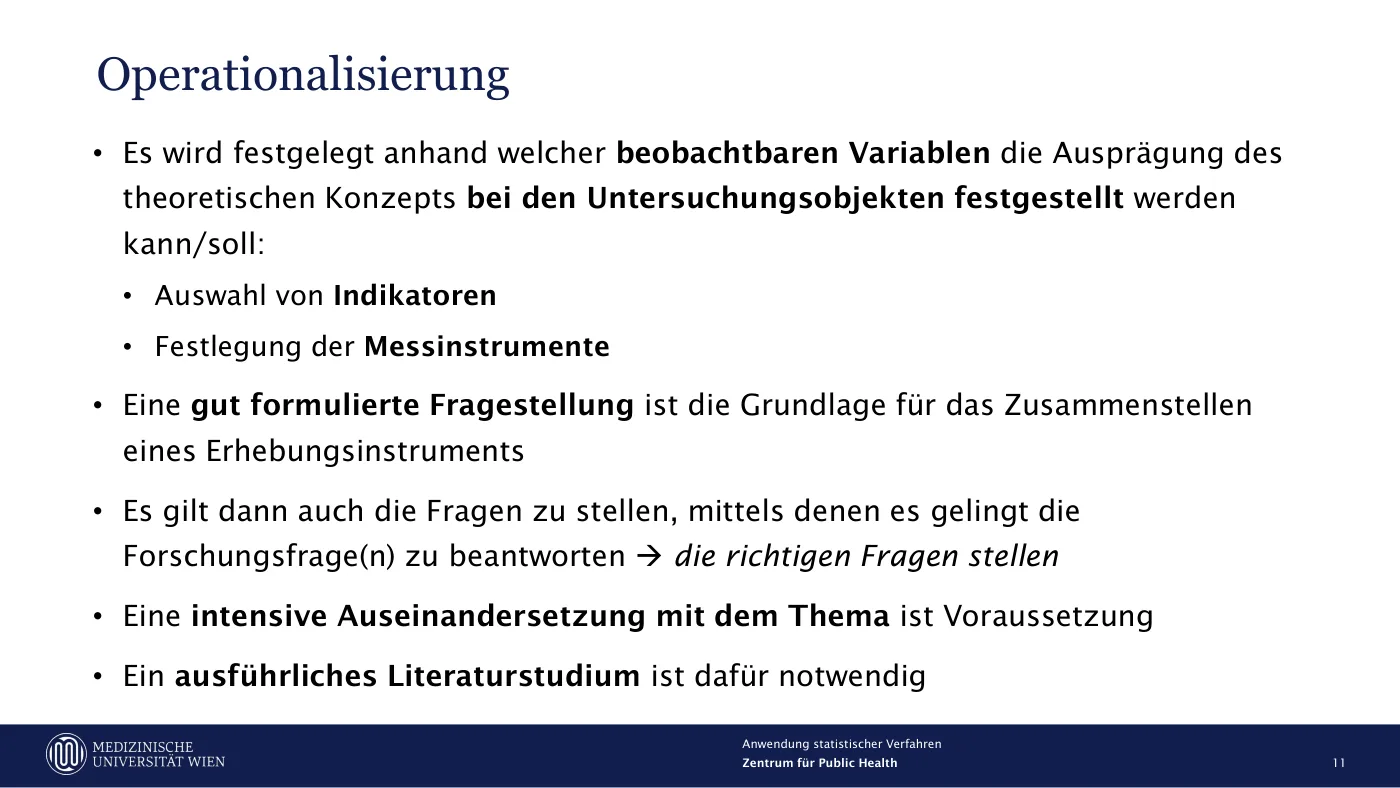 Operationalisierung
• Es wird festgelegt anhand welcher beobachtbaren Variablen die Ausprägung des
theoretischen Konzepts bei den Untersuchungsobjekten festgestellt werden
kann/soll:
• Auswahl von Indikatoren
• Festlegung der Messinstrumente
• Eine gut formulierte Fragestellung ist die Grundlage für das Zusammenstellen
eines Erhebungsinstruments
• Es gilt dann auch die Fragen zu stellen, mittels denen es gelingt die
Forschungsfrage(n) zu beantworten → die richtigen Fragen stellen
• Eine intensive Auseinandersetzung mit dem Thema ist Voraussetzung
• Ein ausführliches Literaturstudium ist dafür notwendig
MEDIZINISCHE
UNIVERSITÄT WIEN
Anwendung statistischer Verfahren
Zentrum für Public Health
11